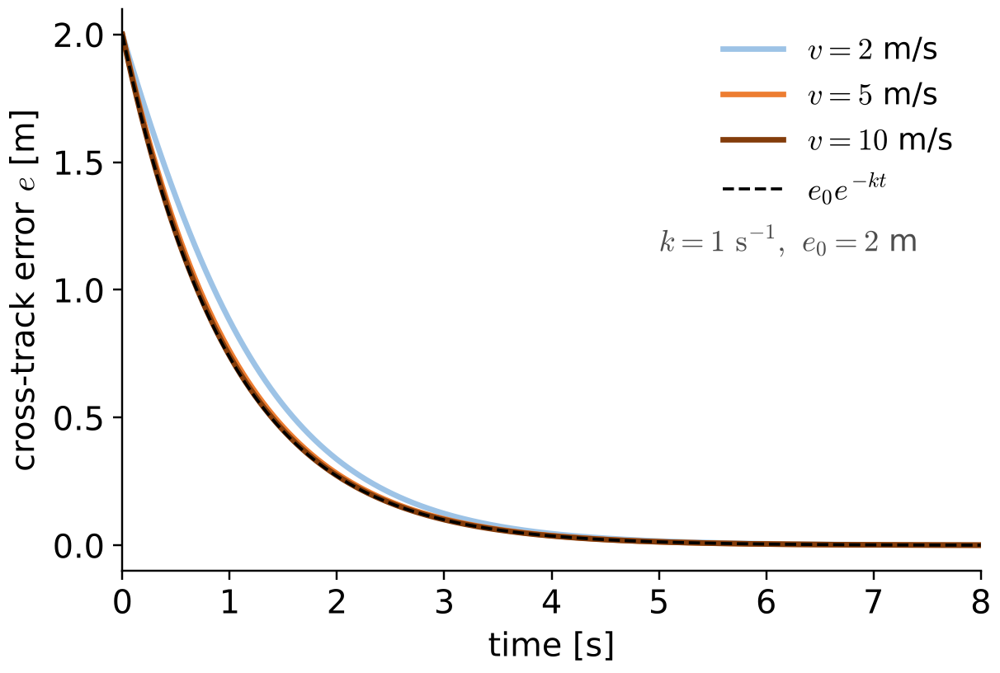 2.0
1.5
1.0
0.5
0.0
cross-track error e [m]
v = 2 m/s
v = 5 m/s
v = 10 m/s
e₀e⁻ᵏᵗ
k = 1 s⁻¹, e₀ = 2 m
0 1 2 3 4 5 6 7 8
time [s]